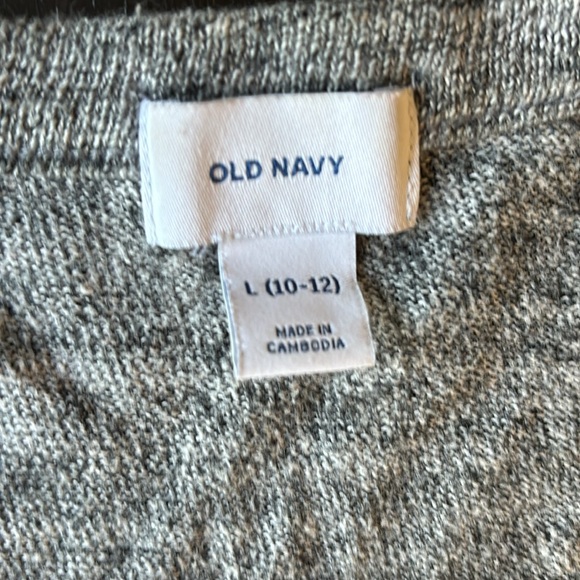 OLD NAVY
L (10-12)
MADE IN
CAMBODIA